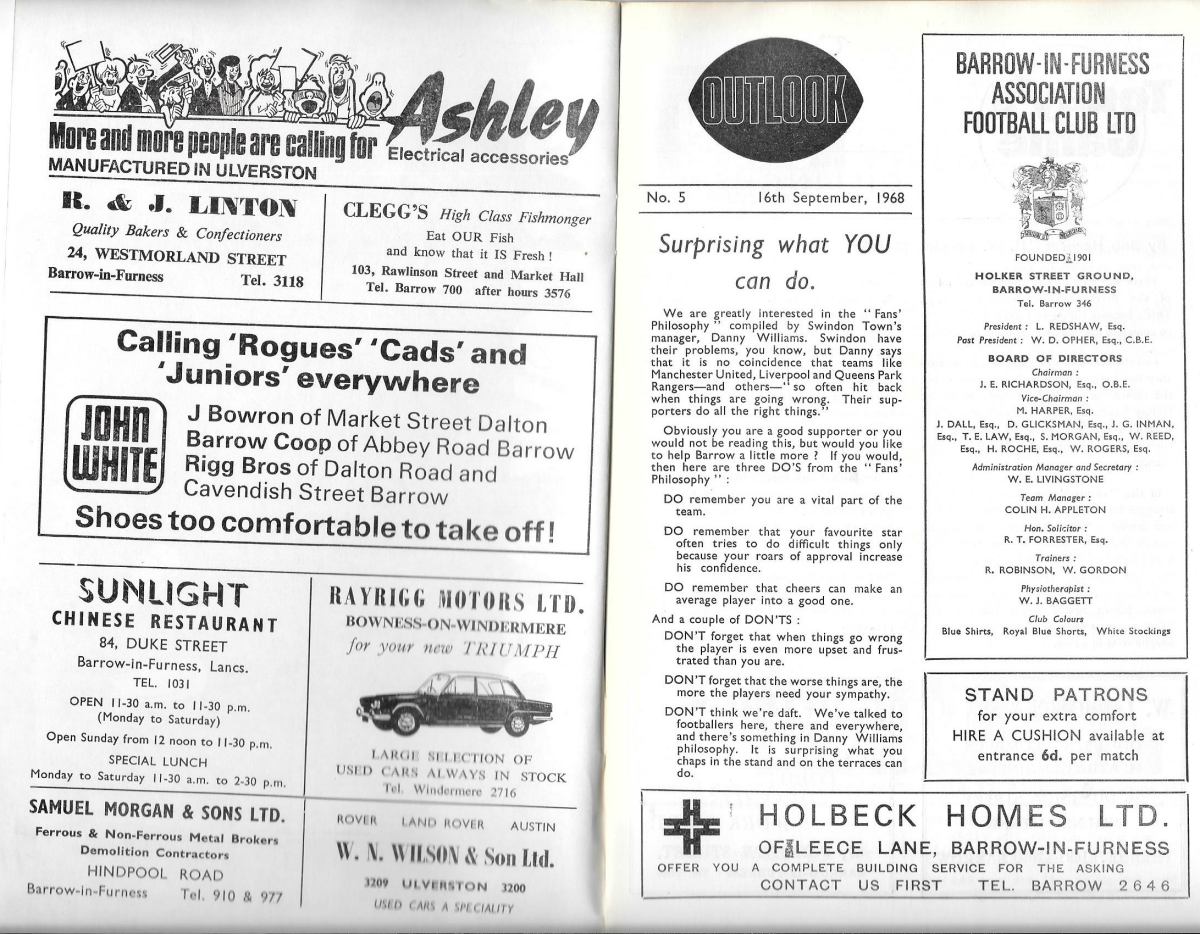 More and more people are calling for
Ashley
Electrical accessories
MANUFACTURED IN ULVERSTON
R. & J. LINTON
Quality Bakers & Confectioners
24, WESTMORLAND STREET
Barrow-in-Furness Tel. 3118
CLEGG'S High Class Fishmonger
Eat OUR Fish
and know that it IS Fresh !
103, Rawlinson Street and Market Hall
Tel. Barrow 700 after hours 3576
Calling 'Rogues' 'Cads' and
'Juniors' everywhere
JOHN
WHITE
J Bowron of Market Street Dalton
Barrow Coop of Abbey Road Barrow
Rigg Bros of Dalton Road and
Cavendish Street Barrow
Shoes too comfortable to take off!
SUNLIGHT
CHINESE RESTAURANT
84, DUKE STREET
Barrow-in-Furness, Lancs.
TEL. 1031
OPEN 11-30 a.m. to 11-30 p.m.
(Monday to Saturday)
Open Sunday from 12 noon to 11-30 p.m.
SPECIAL LUNCH
Monday to Saturday 11-30 a.m. to 2-30 p.m.
RAYRIGG MOTORS LTD.
BOWNESS-ON-WINDERMERE
for your new TRIUMPH
LARGE SELECTION OF
USED CARS ALWAYS IN STOCK
Tel. Windermere 2716
SAMUEL MORGAN & SONS LTD.
Ferrous & Non-Ferrous Metal Brokers
Demolition Contractors
HINDPOOL ROAD
Barrow-in-Furness Tel. 910 & 977
ROVER LAND ROVER AUSTIN
W. N. WILSON & Son Ltd.
3209 ULVERSTON 3200
USED CARS A SPECIALITY
OUTLOOK
No. 5 16th September, 1968
Surprising what YOU
can do.
We are greatly interested in the "Fans'
Philosophy" compiled by Swindon Town's
manager, Danny Williams. Swindon have
their problems, you know, but Danny says
that it is no coincidence that teams like
Manchester United, Liverpool and Queens Park
Rangers—and others—"so often hit back
when things are going wrong. Their sup-
porters do all the right things."
Obviously you are a good supporter or you
would not be reading this, but would you like
to help Barrow a little more ? If you would,
then here are three DO'S from the "Fans'
Philosophy" :
DO remember you are a vital part of the
team.
DO remember that your favourite star
often tries to do difficult things only
because your roars of approval increase
his confidence.
DO remember that cheers can make an
average player into a good one.
And a couple of DON'TS :
DON'T forget that when things go wrong
the player is even more upset and frus-
trated than you are.
DON'T forget that the worse things are, the
more the players need your sympathy.
DON'T think we're daft. We've talked to
footballers here, there and everywhere,
and there's something in Danny Williams
philosophy. It is surprising what you
chaps in the stand and on the terraces can
do.
BARROW-IN-FURNESS
ASSOCIATION
FOOTBALL CLUB LTD
FOUNDED 1901
HOLKER STREET GROUND,
BARROW-IN-FURNESS
Tel. Barrow 346
President : L. REDSHAW, Esq.
Past President : W. D. OPHER, Esq., C.B.E.
BOARD OF DIRECTORS
Chairman :
J. E. RICHARDSON, Esq., O.B.E.
Vice-Chairman :
M. HARPER, Esq.
J. DALL, Esq., D. GLICKSMAN, Esq., J. G. INMAN,
Esq., T. E. LAW, Esq., S. MORGAN, Esq., W. REED,
Esq., H. ROCHE, Esq., W. ROGERS, Esq.
Administration Manager and Secretary :
W. E. LIVINGSTONE
Team Manager :
COLIN H. APPLETON
Hon. Solicitor :
R. T. FORRESTER, Esq.
Trainers :
R. ROBINSON, W. GORDON
Physiotherapist :
W. J. BAGGETT
Club Colours
Blue Shirts, Royal Blue Shorts, White Stockings
STAND PATRONS
for your extra comfort
HIRE A CUSHION available at
entrance 6d. per match
HOLBECK HOMES LTD.
OF LEECE LANE, BARROW-IN-FURNESS
OFFER YOU A COMPLETE BUILDING SERVICE FOR THE ASKING
CONTACT US FIRST TEL. BARROW 2646